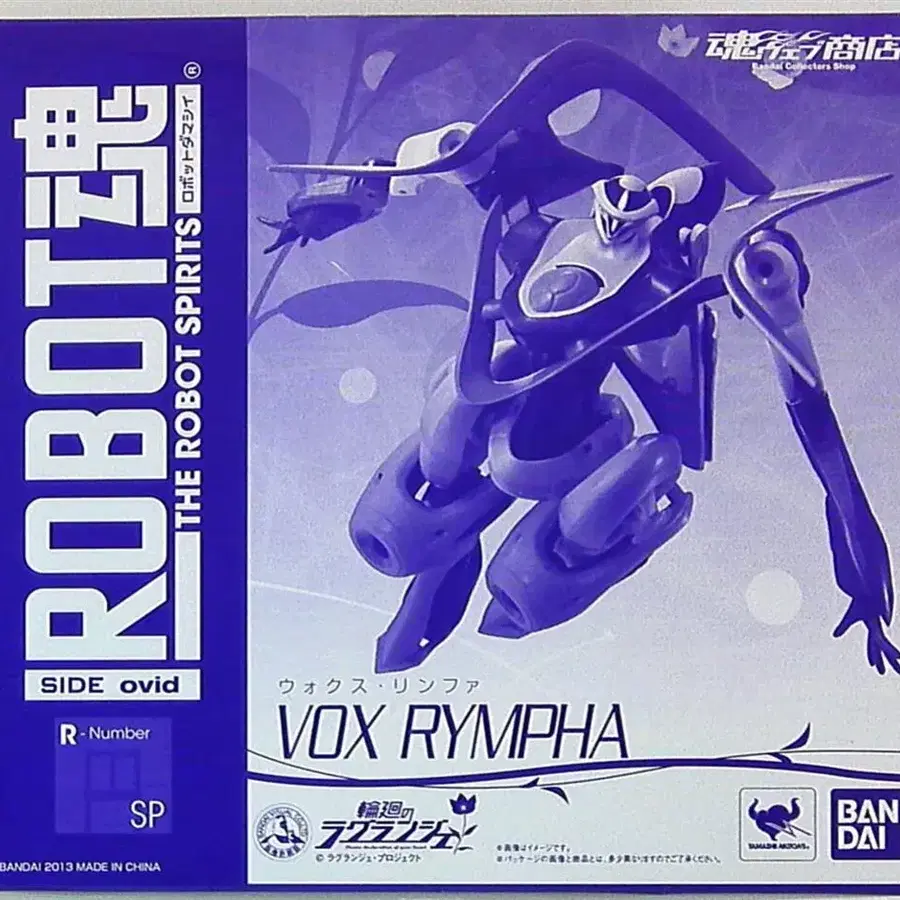 魂ウェブ商店
Bandai Collectors Shop
ROBOT魂
®
ロボットダマシイ
THE ROBOT SPIRITS
SIDE ovid
R - Number
SP
ウォクス・リンファ
VOX RYMPHA
輪廻のラグランジェ
© ラグランジェ・プロジェクト
※画像はイメージです。
※パッケージの画像と商品とは、多少異なりますのでご了承ください。
TAMASHII NATIONS
BAN
DAI
BANDAI 2013 MADE IN CHINA